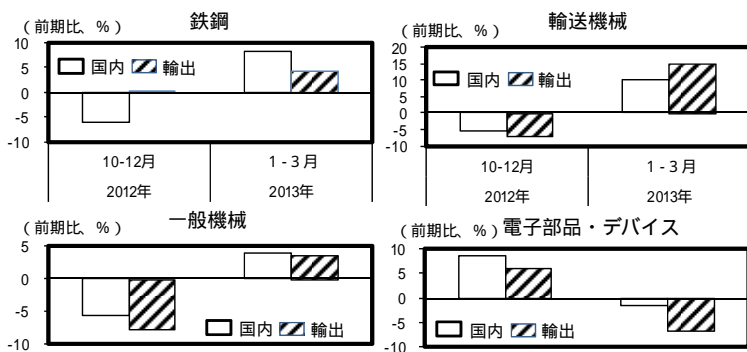 鉄鋼
(前期比、%)
10
5
0
-5
-10
国内 輸出
10-12月 1-3月
2012年 2013年
輸送機械
(前期比、%)
20
15
10
5
0
-5
-10
国内 輸出
10-12月 1-3月
2012年 2013年
一般機械
(前期比、%)
5
0
-5
-10
国内 輸出
電子部品・デバイス
(前期比、%)
10
5
0
-5
-10
国内 輸出